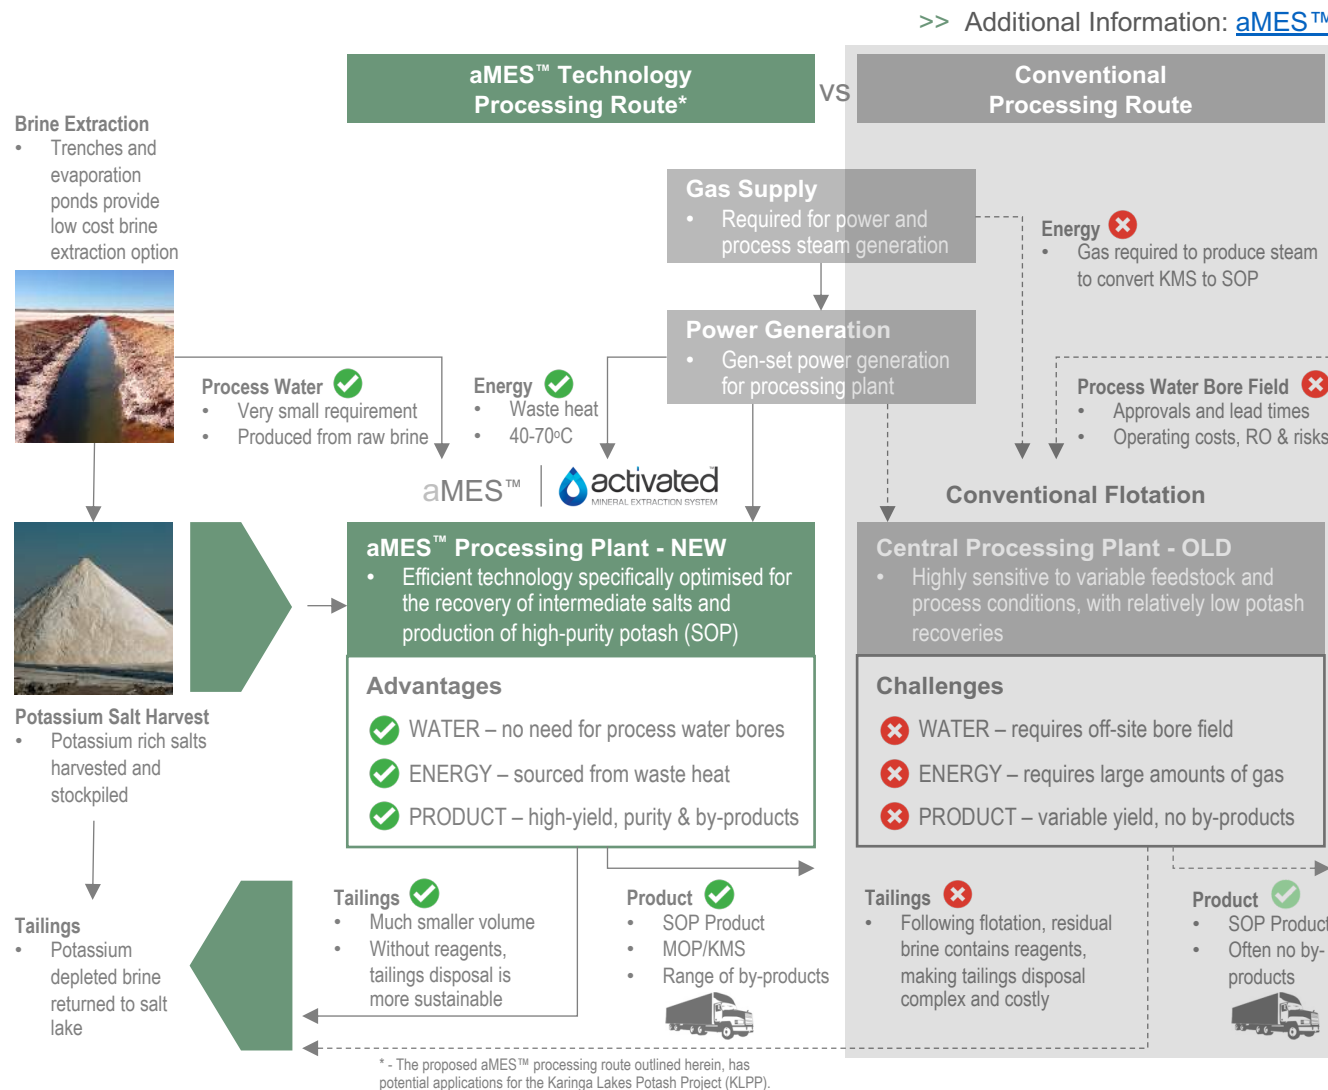 >> Additional Information: aMES™
aMES™ Technology
Processing Route*
vs
Conventional
Processing Route
Brine Extraction
• Trenches and
evaporation
ponds provide
low cost brine
extraction option
Gas Supply
• Required for power and
process steam generation
Energy
• Gas required to produce steam
to convert KMS to SOP
Power Generation
• Gen-set power generation
for processing plant
Process Water
• Very small requirement
• Produced from raw brine
Energy
• Waste heat
• 40-70°C
Process Water Bore Field
• Approvals and lead times
• Operating costs, RO & risks
aMES™
activated
MINERAL EXTRACTION SYSTEM
Conventional Flotation
aMES™ Processing Plant - NEW
• Efficient technology specifically optimised for
the recovery of intermediate salts and
production of high-purity potash (SOP)
Central Processing Plant - OLD
• Highly sensitive to variable feedstock and
process conditions, with relatively low potash
recoveries
Advantages
WATER – no need for process water bores
ENERGY – sourced from waste heat
PRODUCT – high-yield, purity & by-products
Challenges
WATER – requires off-site bore field
ENERGY – requires large amounts of gas
PRODUCT – variable yield, no by-products
Potassium Salt Harvest
• Potassium rich salts
harvested and
stockpiled
Tailings
• Potassium
depleted brine
returned to salt
lake
Tailings
• Much smaller volume
• Without reagents,
tailings disposal is
more sustainable
Product
• SOP Product
• MOP/KMS
• Range of by-products
Tailings
• Following flotation, residual
brine contains reagents,
making tailings disposal
complex and costly
Product
• SOP Product
• Often no by-
products
* - The proposed aMES™ processing route outlined herein, has
potential applications for the Karinga Lakes Potash Project (KLPP).